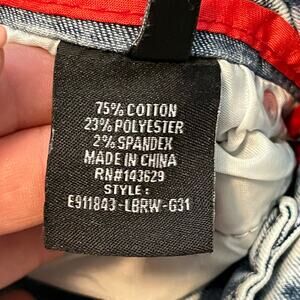 75% COTTON
23% POLYESTER
2% SPANDEX
MADE IN CHINA
RN#143629
STYLE :
E911843-LBRW-G31